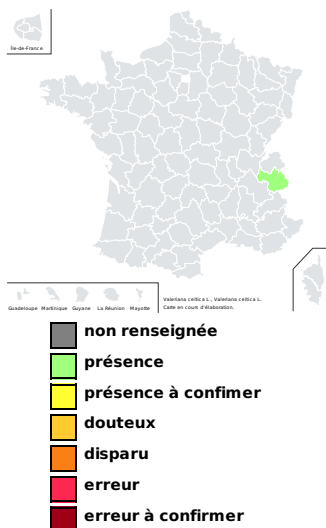 Île-de-France
Valeriana celtica L., Valeriana celtica L.
Carte en cours d'élaboration.
Guadeloupe Martinique Guyane La Réunion Mayotte
non renseignée
présence
présence à confimer
douteux
disparu
erreur
erreur à confirmer